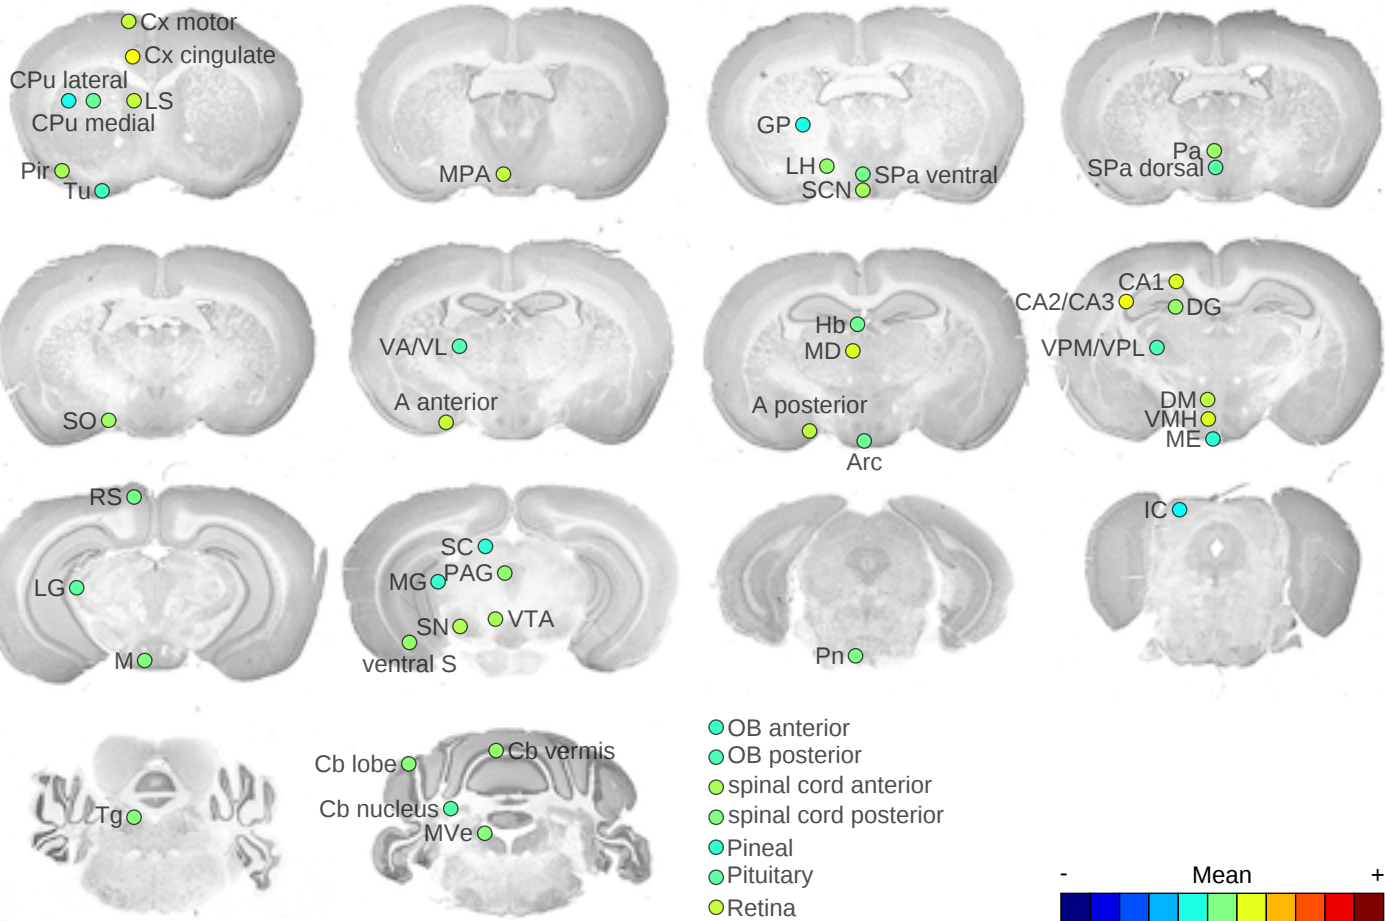 Cx motor
Cx cingulate
CPu lateral
LS
CPu medial
Pir
Tu
MPA
GP
LH
SPa ventral
SCN
Pa
SPa dorsal
SO
VA/VL
A anterior
Hb
MD
A posterior
Arc
CA1
CA2/CA3
DG
VPM/VPL
DM
VMH
ME
RS
LG
M
SC
MG
PAG
SN
VTA
ventral S
Pn
IC
Tg
Cb lobe
Cb vermis
Cb nucleus
MVe
OB anterior
OB posterior
spinal cord anterior
spinal cord posterior
Pineal
Pituitary
Retina
- Mean +